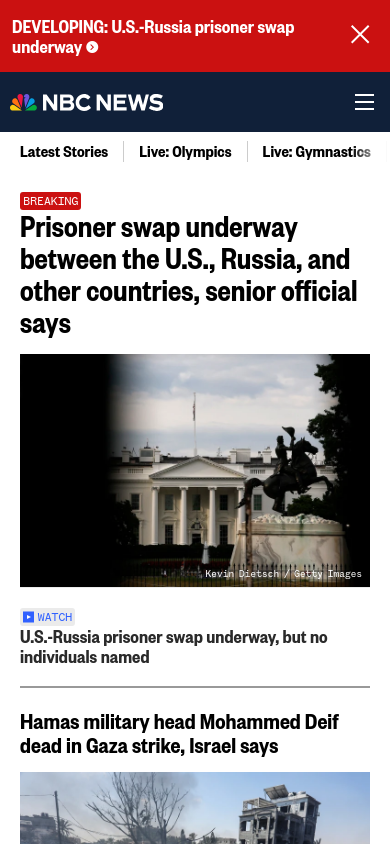 DEVELOPING: U.S.-Russia prisoner swap
underway
NBC NEWS
Latest Stories
Live: Olympics
Live: Gymnastics
BREAKING
Prisoner swap underway
between the U.S., Russia, and
other countries, senior official
says
Kevin Dietsch / Getty Images
WATCH
U.S.-Russia prisoner swap underway, but no
individuals named
Hamas military head Mohammed Deif
dead in Gaza strike, Israel says